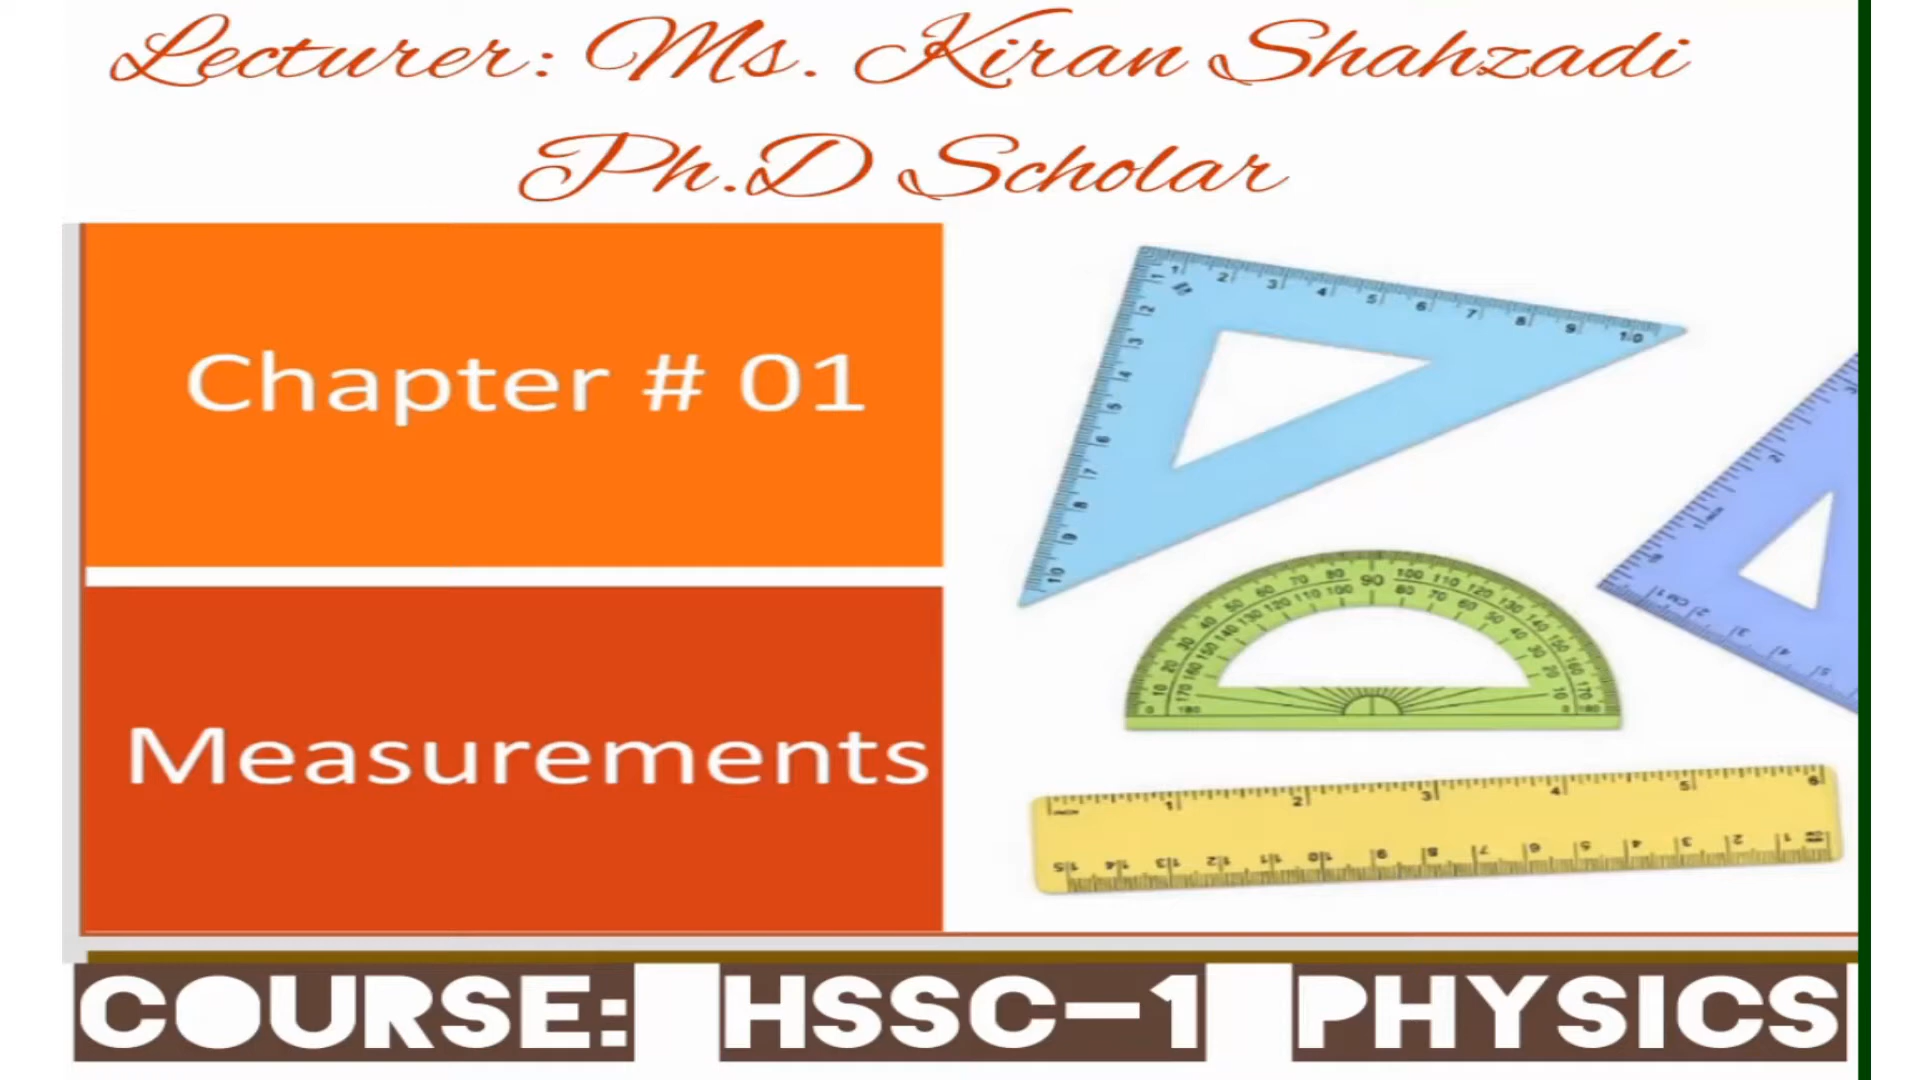 Lecturer: Ms. Kiran Shahzadi
Ph.D Scholar
Chapter # 01
Measurements
COURSE: HSSC-1 PHYSICS